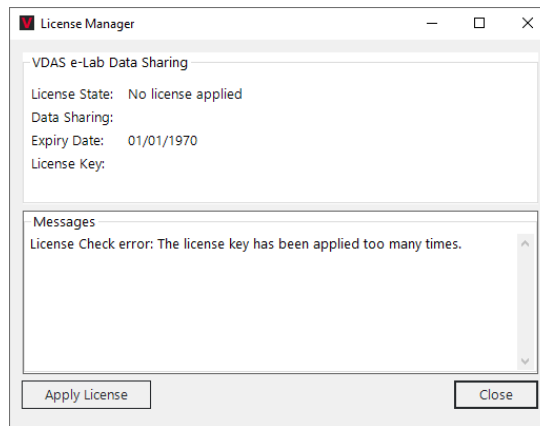 License Manager
VDAS e-Lab Data Sharing
License State: No license applied
Data Sharing:
Expiry Date: 01/01/1970
License Key:
Messages
License Check error: The license key has been applied too many times.
Apply License Close